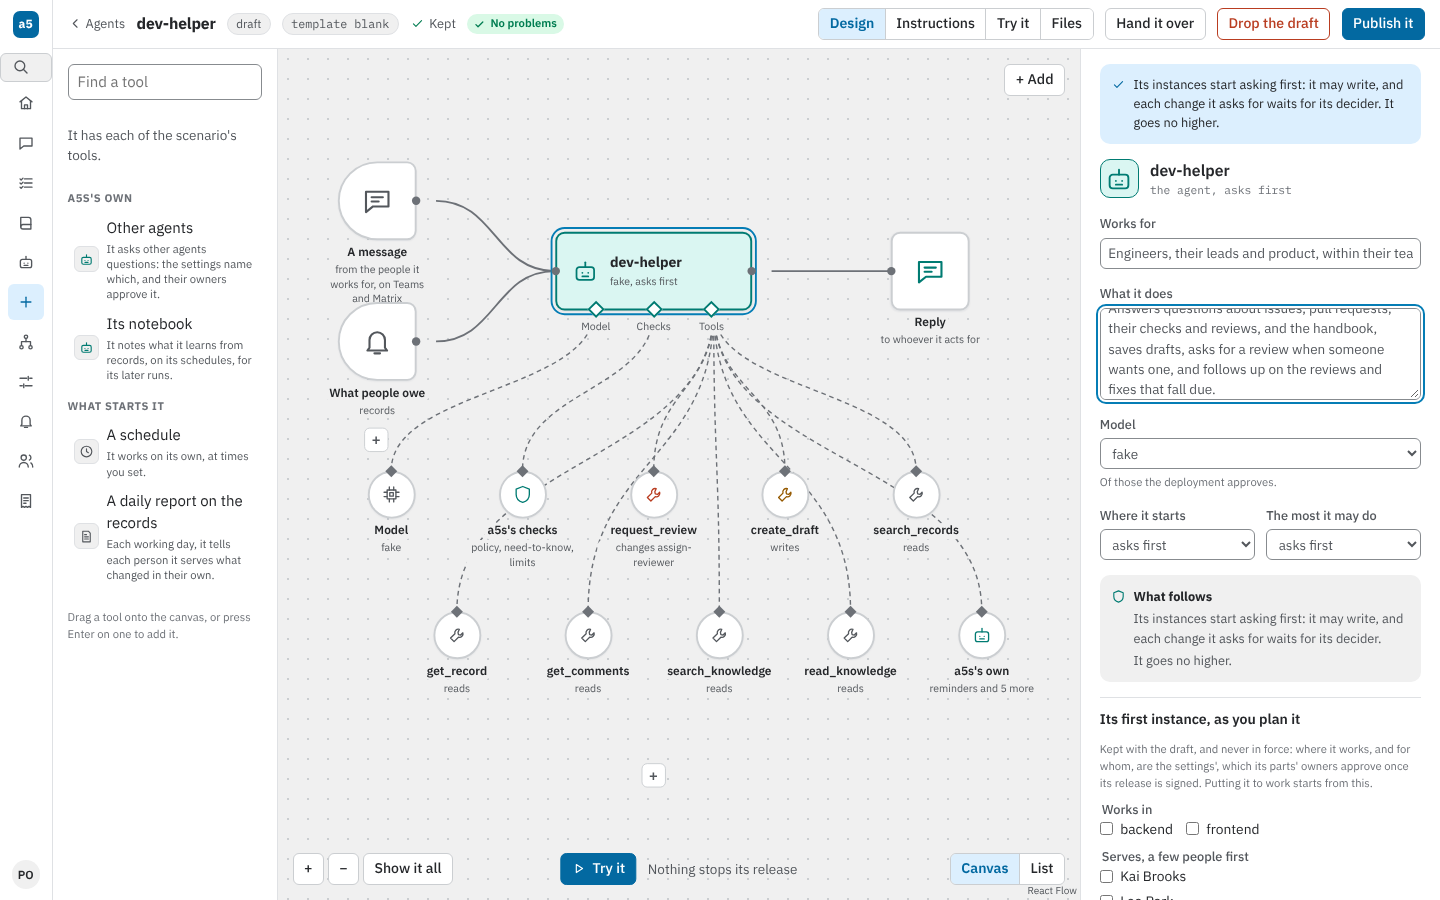 a5
Agents
dev-helper
draft
template blank
Kept
No problems
Design
Instructions
Try it
Files
Hand it over
Drop the draft
Publish it
Find a tool
It has each of the scenario's
tools.
A5S'S OWN
Other agents
It asks other agents
questions: the settings name
which, and their owners
approve it.
Its notebook
It notes what it learns from
records, on its schedules, for
its later runs.
WHAT STARTS IT
A schedule
It works on its own, at times
you set.
A daily report on the
records
Each working day, it tells
each person it serves what
changed in their own.
Drag a tool onto the canvas, or press
Enter on one to add it.
PO
+ Add
A message
from the people it
works for, on Teams
and Matrix
What people owe
records
+
dev-helper
fake, asks first
Model
Checks
Tools
Reply
to whoever it acts for
Model
fake
a5s's checks
policy, need-to-know,
limits
request_review
changes assign-
reviewer
create_draft
writes
search_records
reads
get_record
reads
get_comments
reads
search_knowledge
reads
read_knowledge
reads
a5s's own
reminders and 5 more
+
+
−
Show it all
Try it
Nothing stops its release
Canvas
List
React Flow
Its instances start asking first: it may write, and
each change it asks for waits for its decider. It
goes no higher.
dev-helper
the agent, asks first
Works for
Engineers, their leads and product, within their tea
What it does
Answers questions about issues, pull requests,
their checks and reviews, and the handbook,
saves drafts, asks for a review when someone
wants one, and follows up on the reviews and
fixes that fall due.
Model
fake
Of those the deployment approves.
Where it starts
The most it may do
asks first
asks first
What follows
Its instances start asking first: it may write, and
each change it asks for waits for its decider.
It goes no higher.
Its first instance, as you plan it
Kept with the draft, and never in force: where it works, and for
whom, are the settings', which its parts' owners approve once
its release is signed. Putting it to work starts from this.
Works in
backend
frontend
Serves, a few people first
Kai Brooks